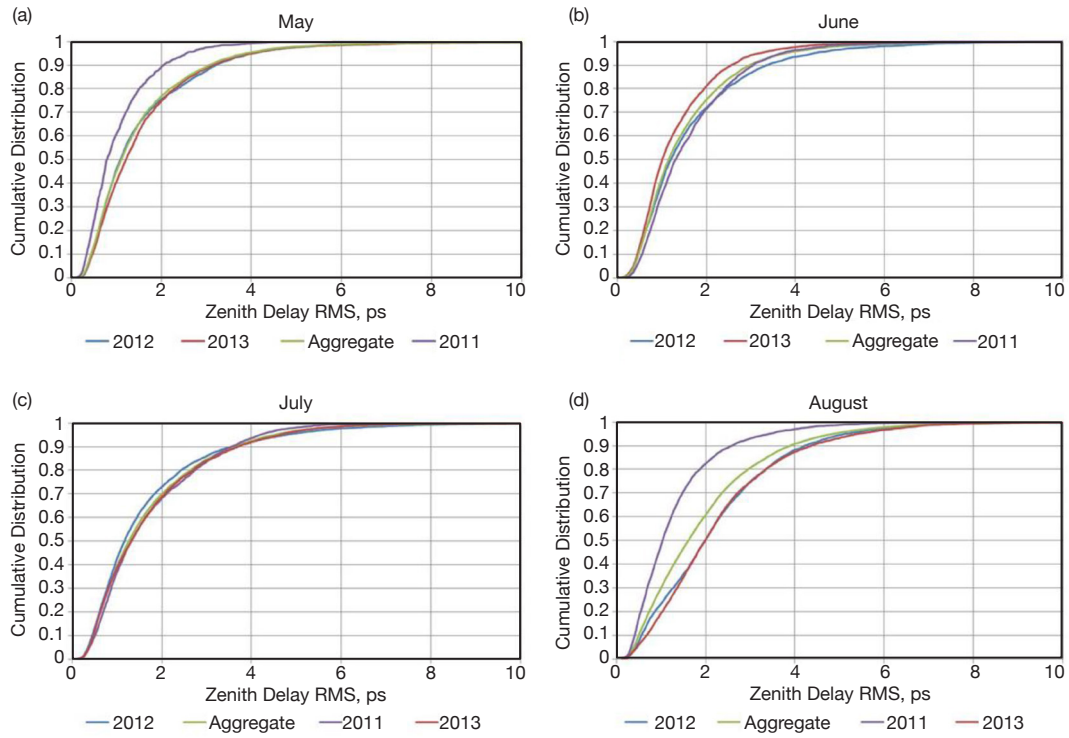 (a)
May
1
0.9
0.8
0.7
0.6
0.5
0.4
0.3
0.2
0.1
0
Cumulative Distribution
0 2 4 6 8 10
Zenith Delay RMS, ps
2012 2013 Aggregate 2011
(b)
June
1
0.9
0.8
0.7
0.6
0.5
0.4
0.3
0.2
0.1
0
Cumulative Distribution
0 2 4 6 8 10
Zenith Delay RMS, ps
2012 2013 Aggregate 2011
(c)
July
1
0.9
0.8
0.7
0.6
0.5
0.4
0.3
0.2
0.1
0
Cumulative Distribution
0 2 4 6 8 10
Zenith Delay RMS, ps
2012 Aggregate 2011 2013
(d)
August
1
0.9
0.8
0.7
0.6
0.5
0.4
0.3
0.2
0.1
0
Cumulative Distribution
0 2 4 6 8 10
Zenith Delay RMS, ps
2012 Aggregate 2011 2013